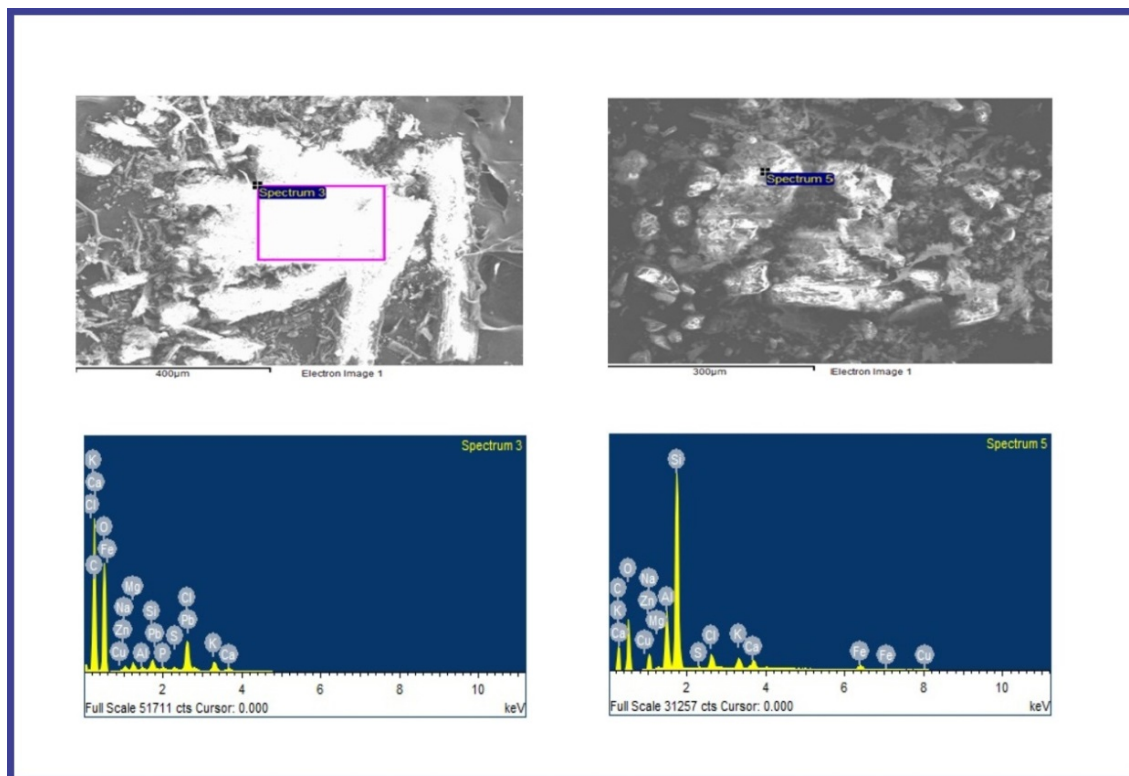 Spectrum 3
400µm
Electron Image 1
Spectrum 5
300µm
Electron Image 1
Spectrum 3
K
Ca
Cl
O
Fe
C
Mg
Na
Si
Cl
Zn
Pb
Pb
S
K
Cu
Al
P
Ca
2
4
6
8
10
Full Scale 51711 cts Cursor: 0.000
keV
Spectrum 5
Si
O
C
Na
K
Zn
Al
Ca
Cu
Mg
S
Cl
K
Ca
Fe
Fe
Cu
2
4
6
8
10
Full Scale 31257 cts Cursor: 0.000
keV